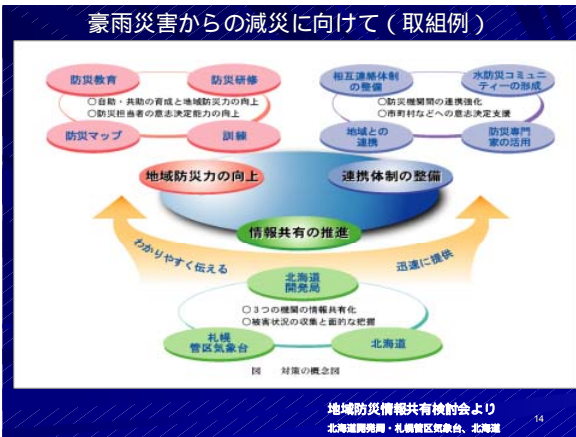 豪雨災害からの減災に向けて(取組例)
防災教育
防災研修
○自助・共助の育成と地域防災力の向上
○防災担当者の意志決定能力の向上
防災マップ
訓練
相互連絡体制
の整備
水防災コミュニ
ティーの形成
○防災機関間の連携強化
○市町村などへの意志決定支援
地域との
連携
防災専門
家の活用
地域防災力の向上
連携体制の整備
情報共有の推進
わかりやすく伝える
迅速に提供
北海道
開発局
○3つの機関の情報共有化
○被害状況の収集と面的な把握
札幌
管区気象台
北海道
図 対策の概念図
地域防災情報共有検討会より
北海道開発局・札幌管区気象台、北海道
14